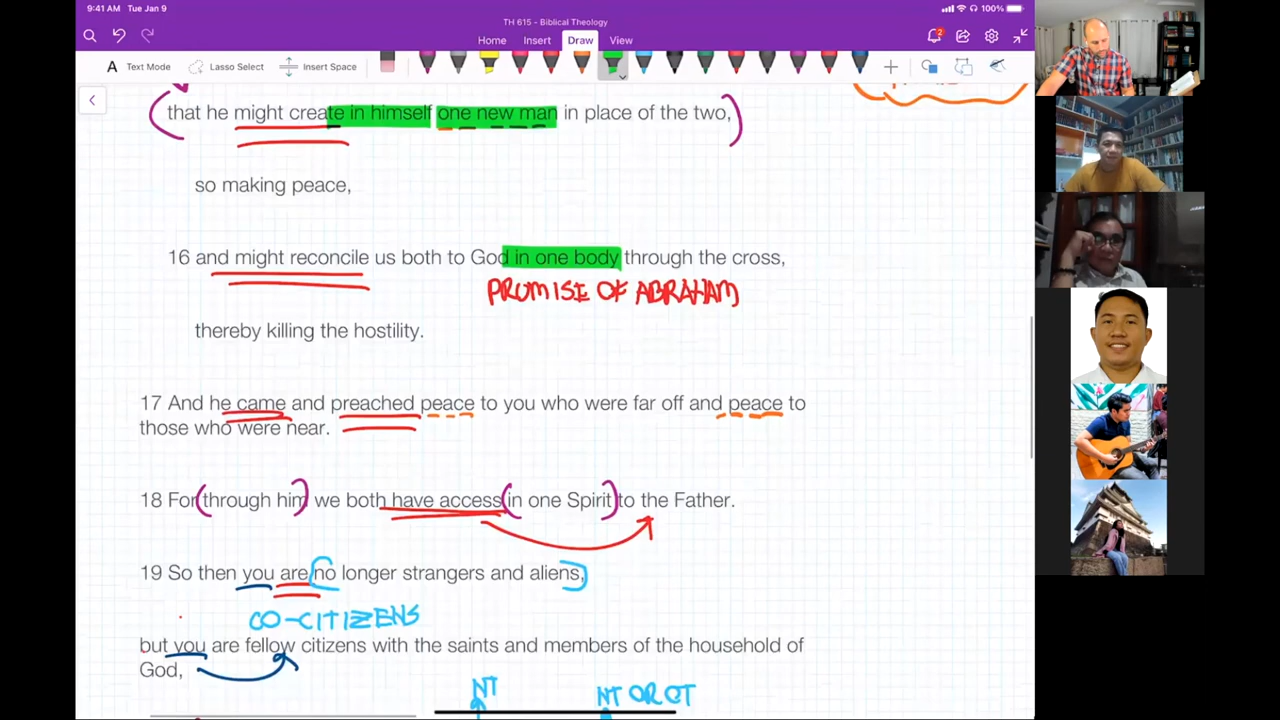 9:41 AM Tue Jan 9
100%
TH 615 - Biblical Theology
Home Insert Draw View
2
A Text Mode Lasso Select Insert Space
that he might create in himself one new man in place of the two,
so making peace,
16 and might reconcile us both to God in one body through the cross,
PROMISE OF ABRAHAM
thereby killing the hostility.
17 And he came and preached peace to you who were far off and peace to
those who were near.
18 For through him we both have access in one Spirit to the Father.
19 So then you are no longer strangers and aliens,
CO-CITIZENS
but you are fellow citizens with the saints and members of the household of
God,
NT NT OR OT